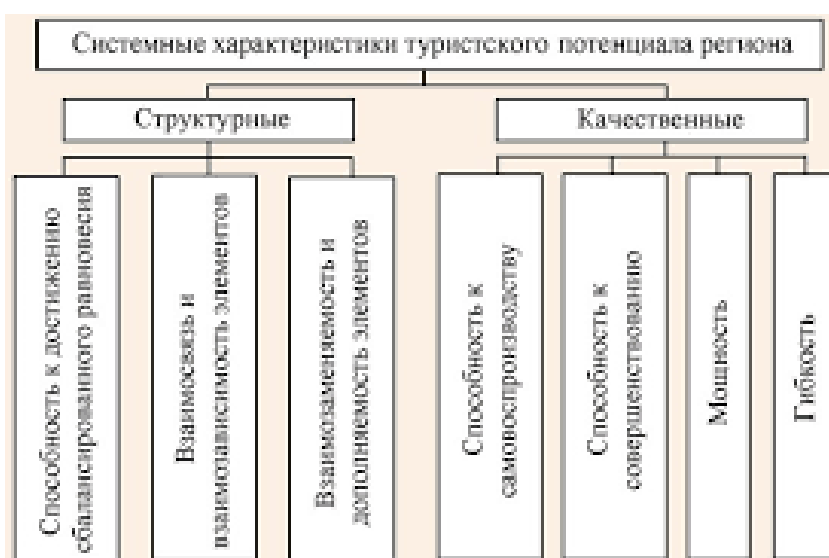 Системные характеристики туристского потенциала региона
Структурные
Качественные
Способность к достижению
сбалансированного равновесия
Взаимосвязь и
взаимозависимость элементов
Взаимозаменяемость и
дополняемость элементов
Способность к
самовоспроизводству
Способность к
совершенствованию
Мощность
Гибкость